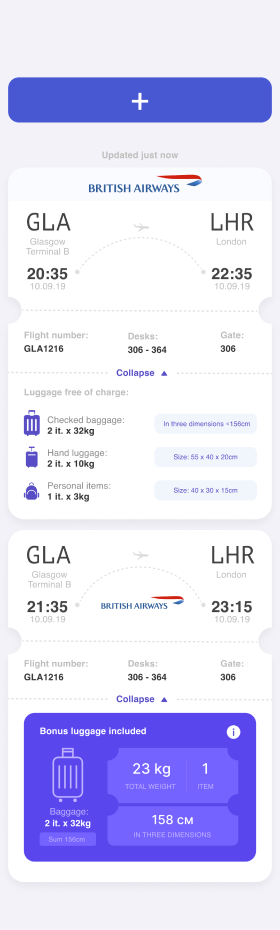 +
Updated just now
BRITISH AIRWAYS
GLA LHR
Glasgow London
Terminal B
20:35 22:35
10.09.19 10.09.19
Flight number: Desks: Gate:
GLA1216 306 - 364 306
Collapse ▲
Luggage free of charge:
Checked baggage:
2 it. x 32kg
In three dimensions <156cm
Hand luggage:
2 it. x 10kg
Size: 55 x 40 x 20cm
Personal items:
1 it. x 3kg
Size: 40 x 30 x 15cm
GLA LHR
Glasgow London
Terminal B
21:35 BRITISH AIRWAYS 23:15
10.09.19 10.09.19
Flight number: Desks: Gate:
GLA1216 306 - 364 306
Collapse ▲
Bonus luggage included i
23 kg 1
TOTAL WEIGHT ITEM
Baggage:
2 it. x 32kg
Sum 156cm
158 см
IN THREE DIMENSIONS